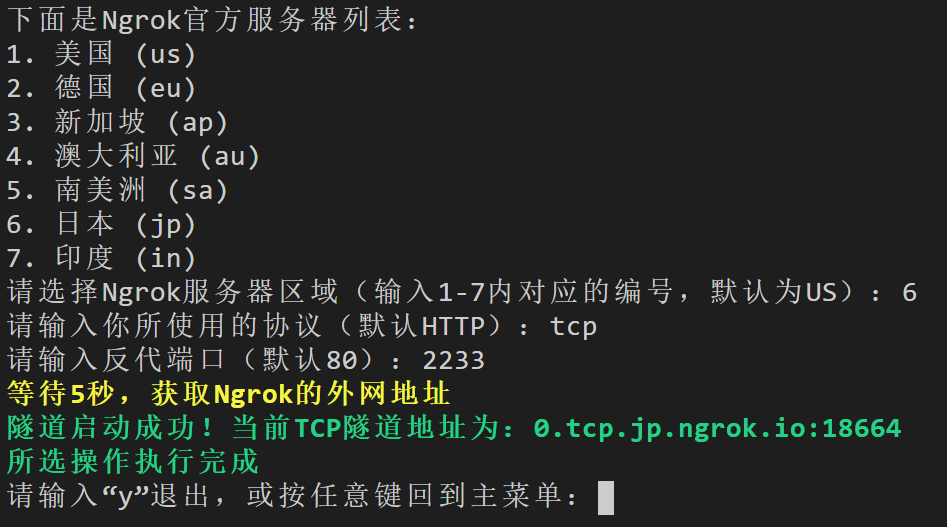 下面是Ngrok官方服务器列表：
1. 美国 (us)
2. 德国 (eu)
3. 新加坡 (ap)
4. 澳大利亚 (au)
5. 南美洲 (sa)
6. 日本 (jp)
7. 印度 (in)
请选择Ngrok服务器区域（输入1-7内对应的编号，默认为US）：6
请输入你所使用的协议（默认HTTP）：tcp
请输入反代端口（默认80）：2233
等待5秒，获取Ngrok的外网地址
隧道启动成功！当前TCP隧道地址为：0.tcp.jp.ngrok.io:18664
所选操作执行完成
请输入“y”退出，或按任意键回到主菜单：